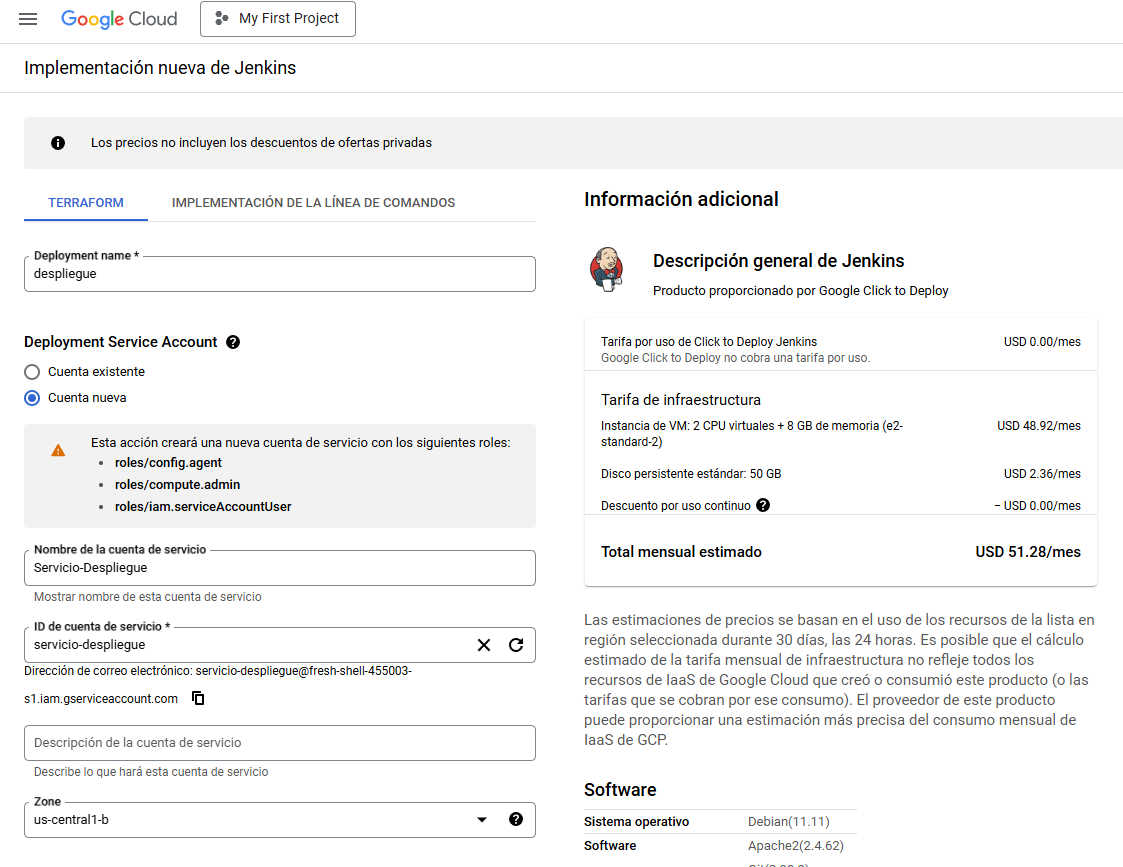 Google Cloud
My First Project
Implementación nueva de Jenkins
Los precios no incluyen los descuentos de ofertas privadas
TERRAFORM
IMPLEMENTACIÓN DE LA LÍNEA DE COMANDOS
Deployment name *
despliegue
Deployment Service Account
Cuenta existente
Cuenta nueva
Esta acción creará una nueva cuenta de servicio con los siguientes roles:
• roles/config.agent
• roles/compute.admin
• roles/iam.serviceAccountUser
Nombre de la cuenta de servicio
Servicio-Despliegue
Mostrar nombre de esta cuenta de servicio
ID de cuenta de servicio *
servicio-despliegue
Dirección de correo electrónico: servicio-despliegue@fresh-shell-455003-
s1.iam.gserviceaccount.com
Descripción de la cuenta de servicio
Describe lo que hará esta cuenta de servicio
Zone
us-central1-b
Información adicional
Descripción general de Jenkins
Producto proporcionado por Google Click to Deploy
Tarifa por uso de Click to Deploy Jenkins USD 0.00/mes
Google Click to Deploy no cobra una tarifa por uso.
Tarifa de infraestructura
Instancia de VM: 2 CPU virtuales + 8 GB de memoria (e2- USD 48.92/mes
standard-2)
Disco persistente estándar: 50 GB USD 2.36/mes
Descuento por uso continuo − USD 0.00/mes
Total mensual estimado USD 51.28/mes
Las estimaciones de precios se basan en el uso de los recursos de la lista en
región seleccionada durante 30 días, las 24 horas. Es posible que el cálculo
estimado de la tarifa mensual de infraestructura no refleje todos los
recursos de IaaS de Google Cloud que creó o consumió este producto (o las
tarifas que se cobran por ese consumo). El proveedor de este producto
puede proporcionar una estimación más precisa del consumo mensual de
IaaS de GCP.
Software
Sistema operativo Debian(11.11)
Software Apache2(2.4.62)